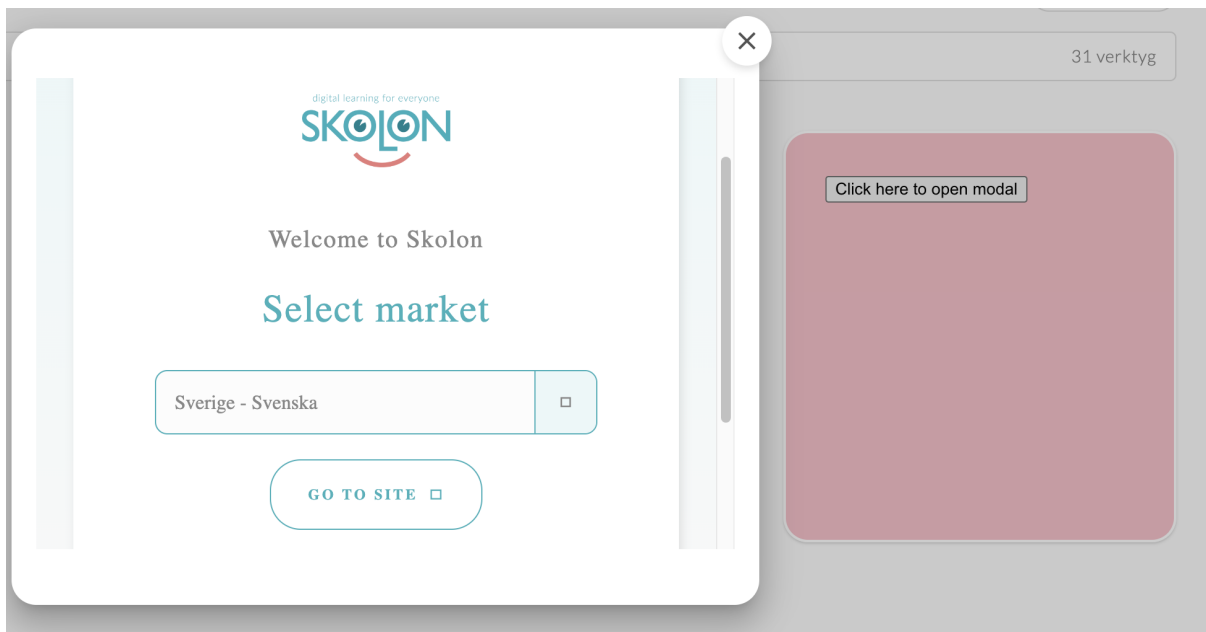 31 verktyg
digital learning for everyone
SKOLON
Welcome to Skolon
Select market
Sverige - Svenska
GO TO SITE
Click here to open modal